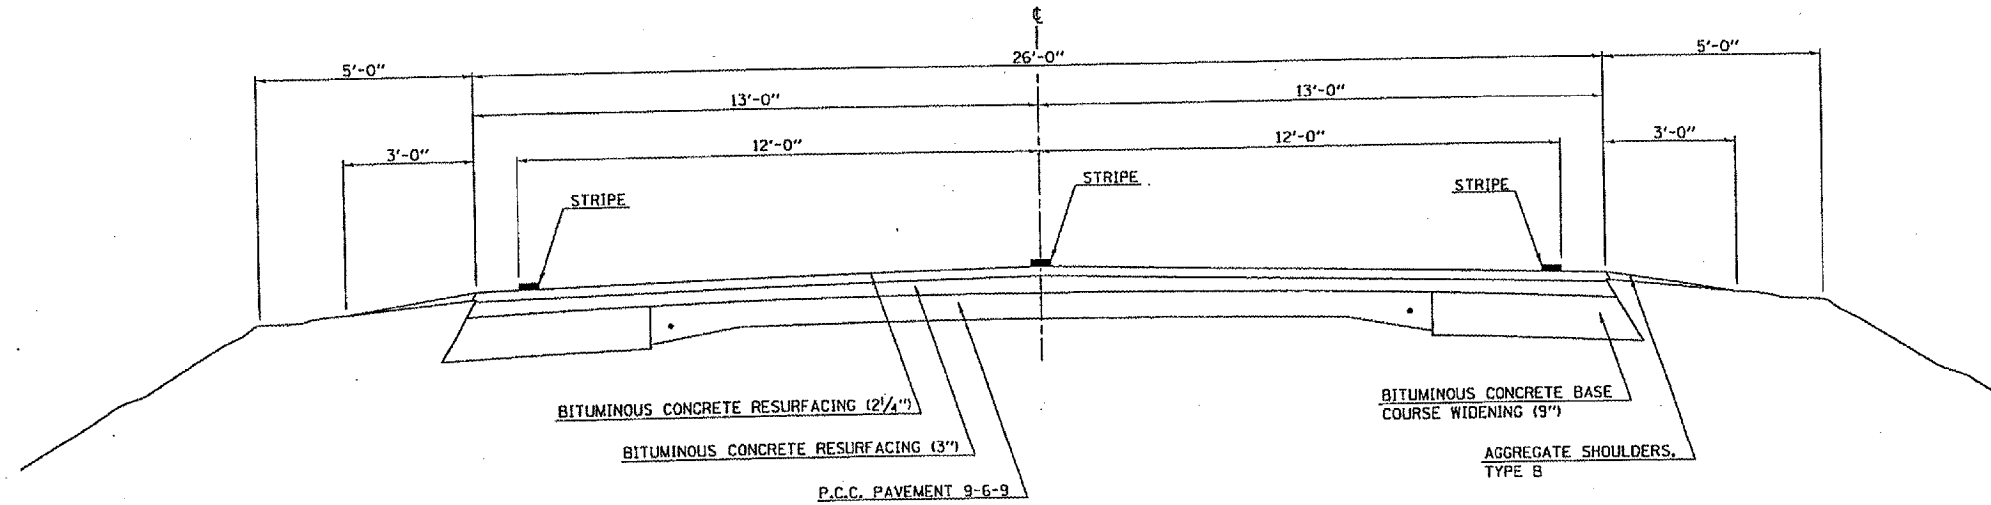 ℄
5'-0"
26'-0"
5'-0"
13'-0"
13'-0"
3'-0"
12'-0"
12'-0"
3'-0"
STRIPE
STRIPE
STRIPE
BITUMINOUS CONCRETE RESURFACING (2 1/4")
BITUMINOUS CONCRETE RESURFACING (3")
P.C.C. PAVEMENT 9-6-9
BITUMINOUS CONCRETE BASE
COURSE WIDENING (9")
AGGREGATE SHOULDERS,
TYPE B